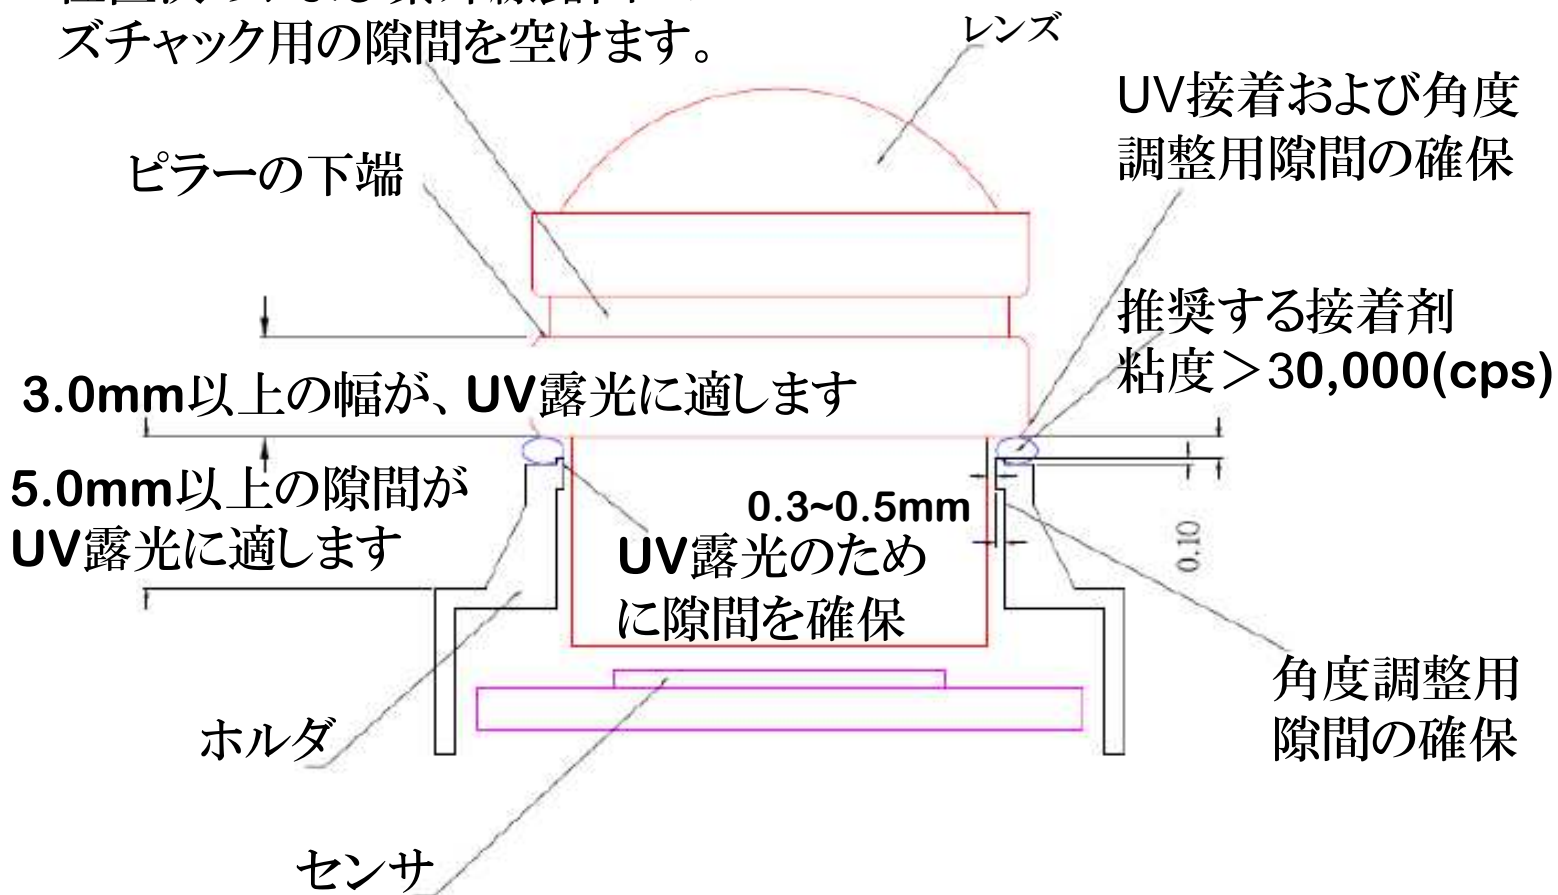 ズチャック用の隙間を空けます。
レンズ
UV接着および角度
調整用隙間の確保
ピラーの下端
推奨する接着剤
粘度＞30,000(cps)
3.0mm以上の幅が、UV露光に適します
5.0mm以上の隙間が
UV露光に適します
0.3~0.5mm
UV露光のため
に隙間を確保
0.10
角度調整用
隙間の確保
ホルダ
センサ